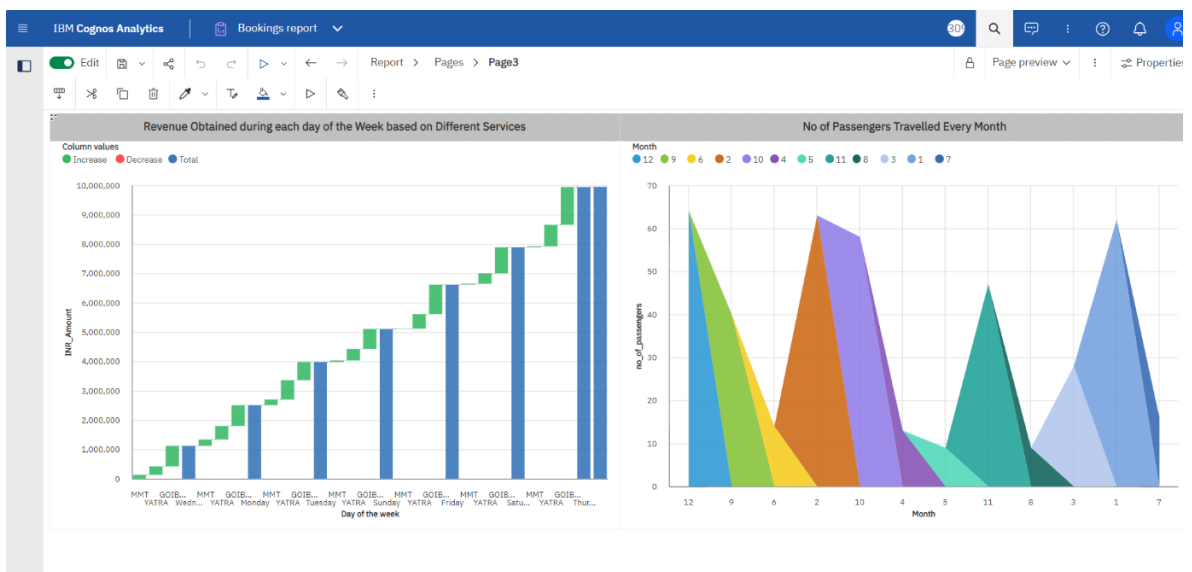 IBM Cognos Analytics Bookings report
Edit Report > Pages > Page3 Page preview Properties
Revenue Obtained during each day of the Week based on Different Services
Column values
Increase Decrease Total
10,000,000
9,000,000
8,000,000
7,000,000
6,000,000
5,000,000
4,000,000
3,000,000
2,000,000
1,000,000
0
INR_Amount
MMT GOIB... MMT GOIB... MMT GOIB... MMT GOIB... MMT GOIB... MMT GOIB... MMT GOIB...
YATRA Wedn... YATRA Monday YATRA Tuesday YATRA Sunday YATRA Friday YATRA Satu... YATRA Thur...
Day of the week
No of Passengers Travelled Every Month
Month
12 9 6 2 10 4 5 11 8 3 1 7
70
60
50
40
30
20
10
0
no_of_passengers
12 9 6 2 10 4 5 11 8 3 1 7
Month